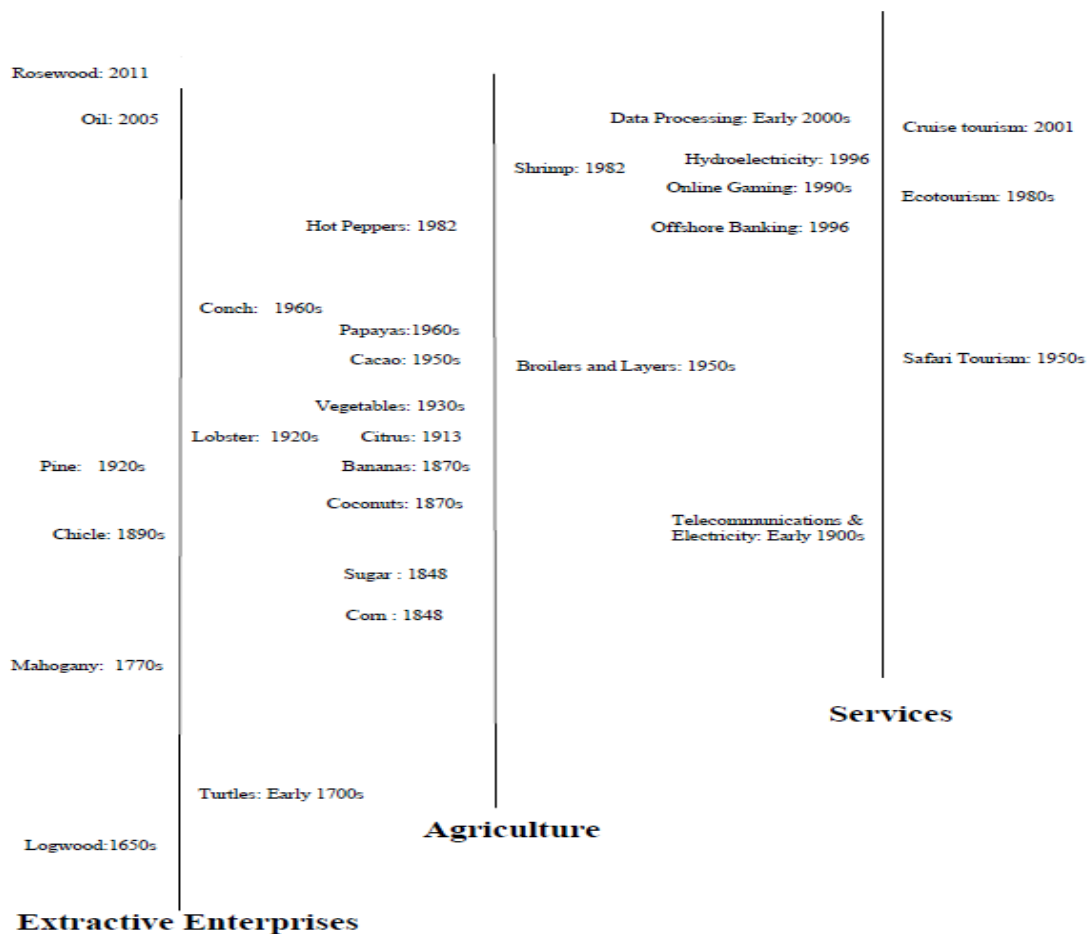 Rosewood: 2011
Oil: 2005
Data Processing: Early 2000s
Cruise tourism: 2001
Hydroelectricity: 1996
Shrimp: 1982
Online Gaming: 1990s
Ecotourism: 1980s
Hot Peppers: 1982
Offshore Banking: 1996
Conch: 1960s
Papayas:1960s
Cacao: 1950s
Broilers and Layers: 1950s
Safari Tourism: 1950s
Vegetables: 1930s
Lobster: 1920s
Citrus: 1913
Pine: 1920s
Bananas: 1870s
Coconuts: 1870s
Chicle: 1890s
Telecommunications &
Electricity: Early 1900s
Sugar : 1848
Corn : 1848
Mahogany: 1770s
Services
Turtles: Early 1700s
Agriculture
Logwood:1650s
Extractive Enterprises